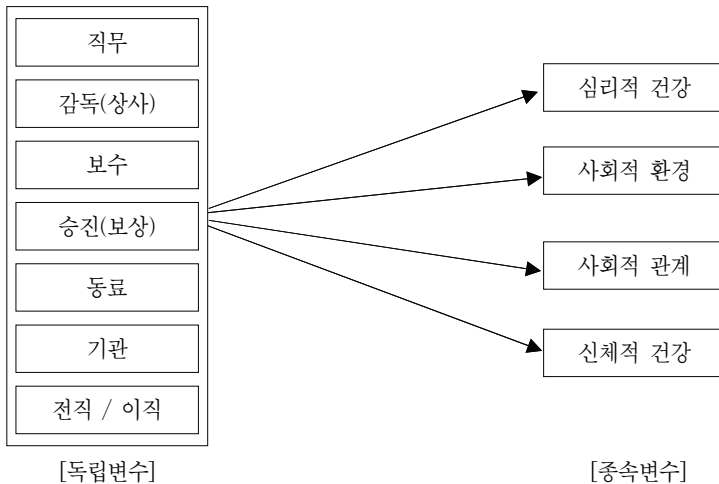 직무
감독(상사)
보수
승진(보상)
동료
기관
전직 / 이직
[독립변수]
심리적 건강
사회적 환경
사회적 관계
신체적 건강
[종속변수]